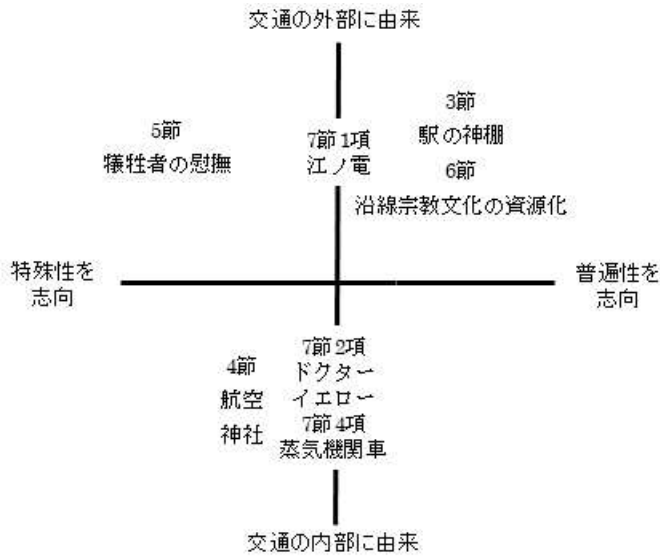 交通の外部に由来
3節
駅の神棚
5節
犠牲者の慰撫
7節1項
江ノ電
6節
沿線宗教文化の資源化
特殊性を
志向
普遍性を
志向
7節2項
ドクター
イエロー
4節
航空
神社
7節4項
蒸気機関車
交通の内部に由来